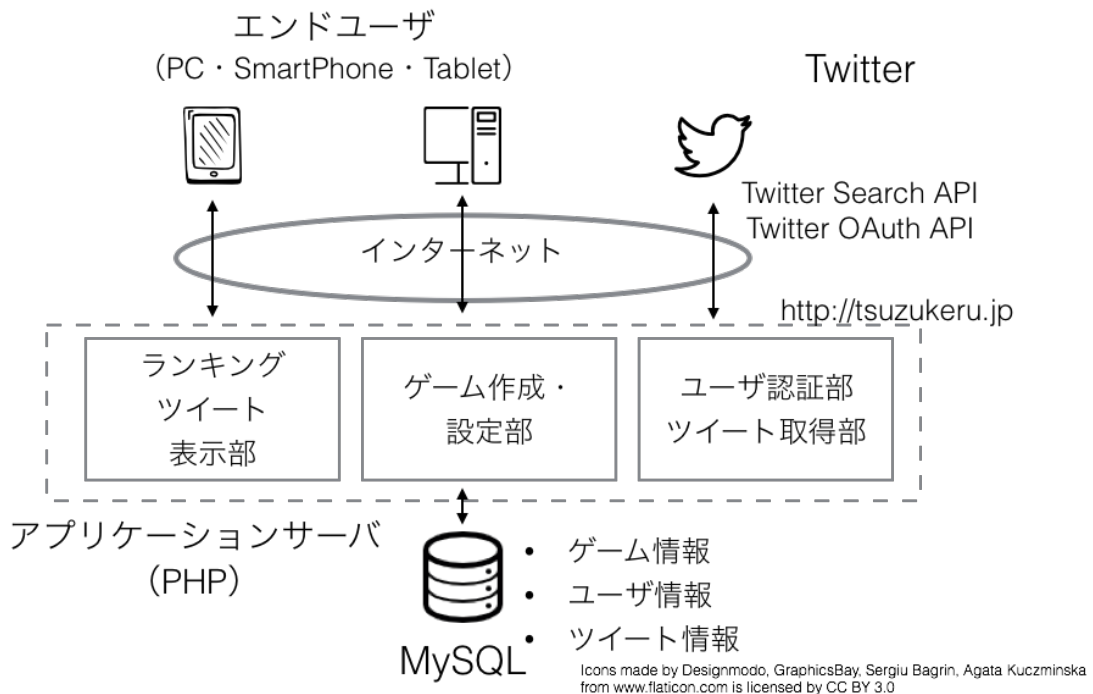 エンドユーザ
（PC・SmartPhone・Tablet）
Twitter
Twitter Search API
Twitter OAuth API
インターネット
http://tsuzukeru.jp
ランキング
ツイート
表示部
ゲーム作成・
設定部
ユーザ認証部
ツイート取得部
アプリケーションサーバ
（PHP）
MySQL
• ゲーム情報
• ユーザ情報
• ツイート情報
Icons made by Designmodo, GraphicsBay, Sergiu Bagrin, Agata Kuczminska
from www.flaticon.com is licensed by CC BY 3.0